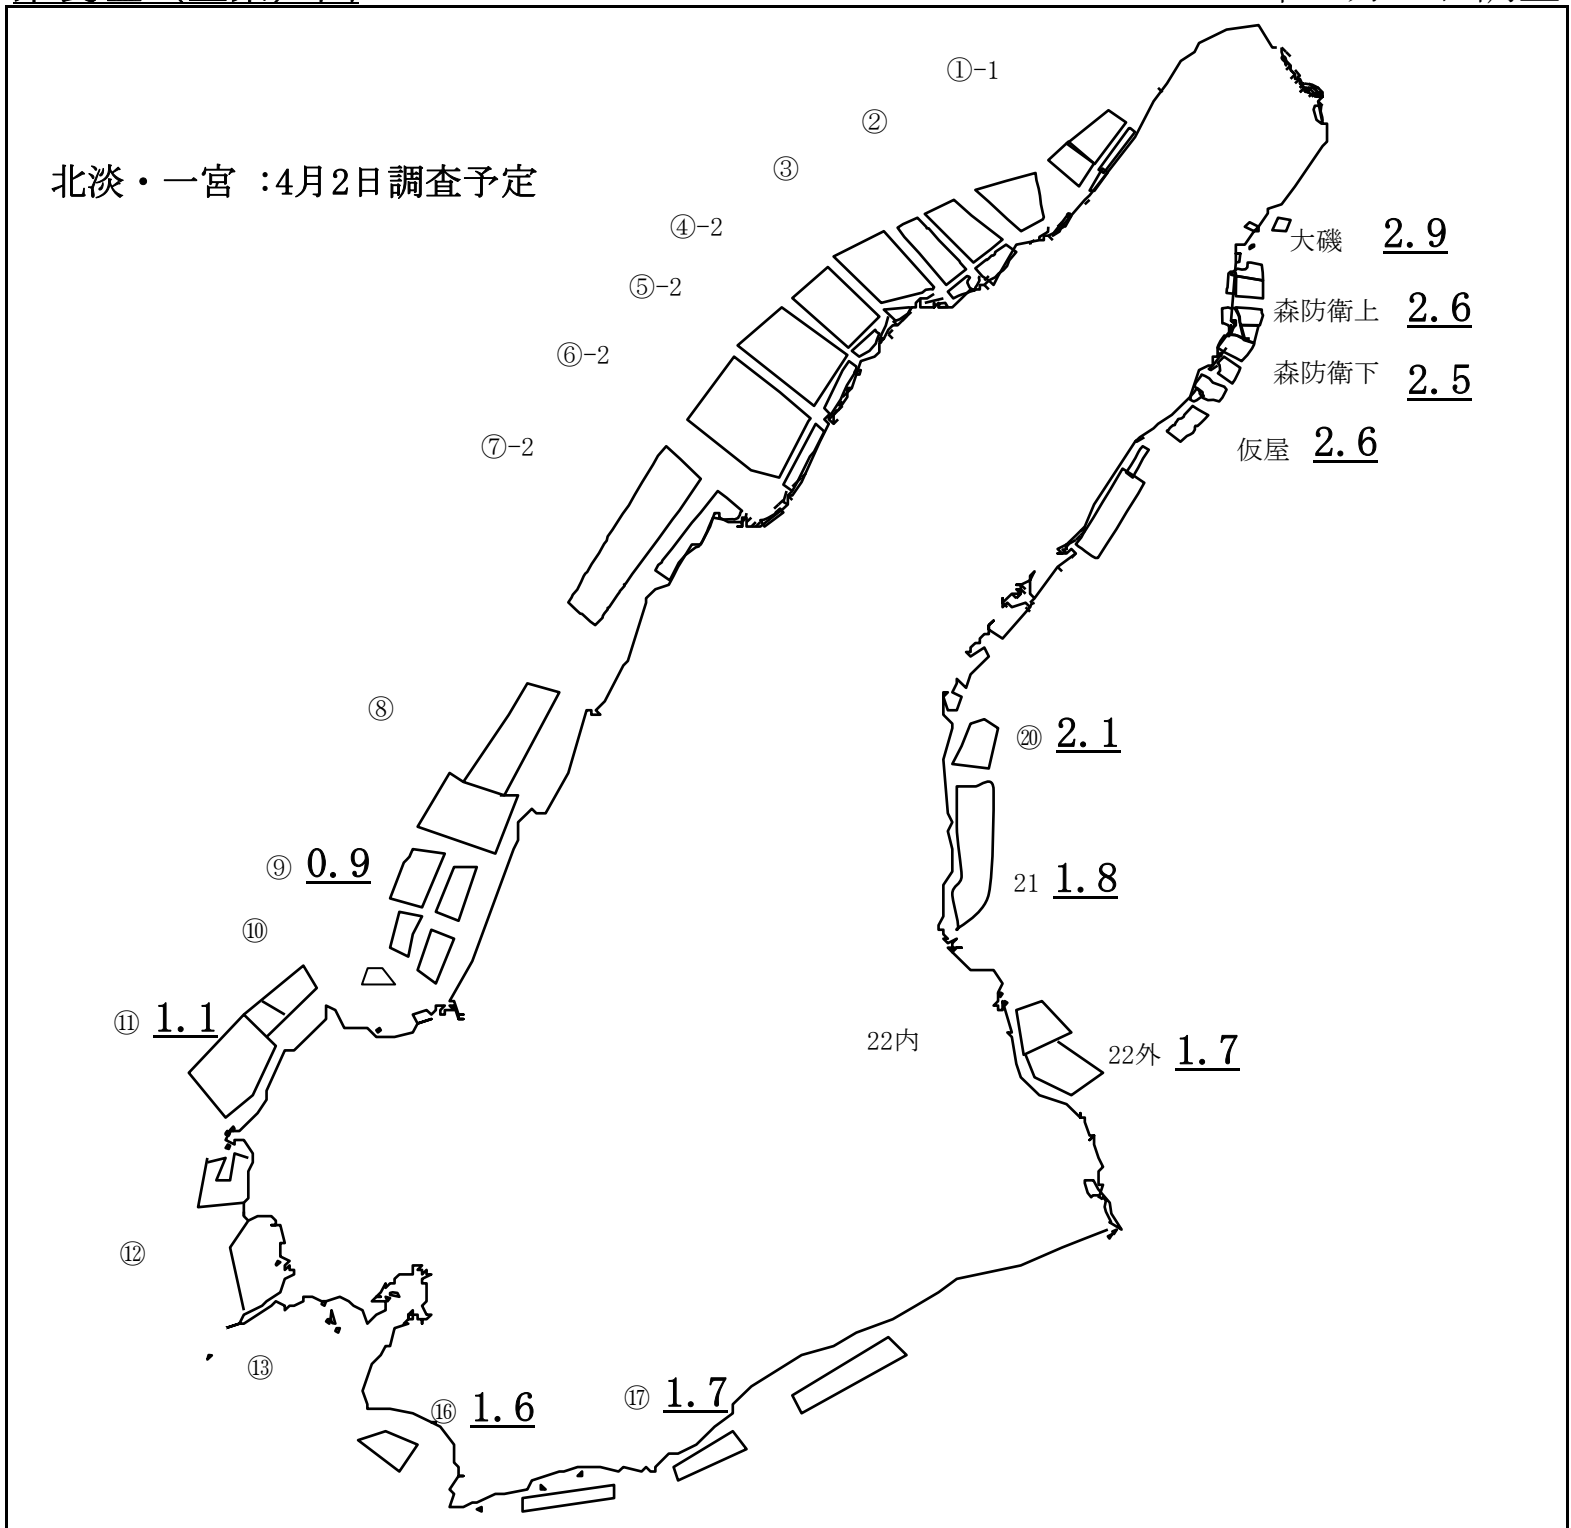 ①-1
②
③
北淡・一宮 :4月2日調査予定
④-2
大磯 2.9
⑤-2
森防衛上 2.6
⑥-2
森防衛下 2.5
⑦-2
仮屋 2.6
⑧
⑳ 2.1
⑨ 0.9
21 1.8
⑩
⑪ 1.1
22内
22外 1.7
⑫
⑬
⑯ 1.6
⑰ 1.7